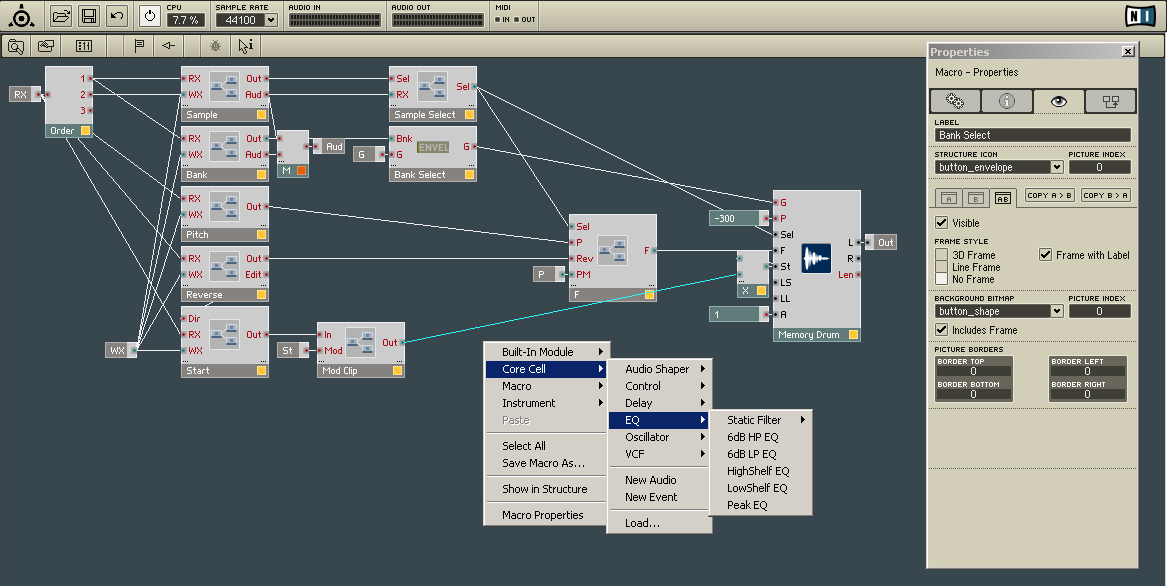 CPU
7.7 %
SAMPLE RATE
44100
AUDIO IN
AUDIO OUT
MIDI
IN OUT
NI
RX
1
2
3
Order
RX Out
WX Aud
Sample
RX Out
WX Aud
Bank
RX Out
WX
Pitch
RX Out
WX Edit
Reverse
Dir
RX Out
WX
Start
WX
M
Aud
G
Sel Sel
RX
Sample Select
Bnk G
G
ENVEL
Bank Select
St
In Out
Mod
Mod Clip
P
Sel
P
Rev F
PM
F
-300
X
1
G
P
Sel
F L
St R
LS Len
LL
A
Memory Drum
Out
Built-In Module
Core Cell
Macro
Instrument
Paste
Select All
Save Macro As...
Show in Structure
Macro Properties
Audio Shaper
Control
Delay
EQ
Oscillator
VCF
New Audio
New Event
Load...
Static Filter
6dB HP EQ
6dB LP EQ
HighShelf EQ
LowShelf EQ
Peak EQ
Properties
Macro - Properties
LABEL
Bank Select
STRUCTURE ICON PICTURE INDEX
button_envelope 0
A B AB COPY A > B COPY B > A
Visible
FRAME STYLE
3D Frame Frame with Label
Line Frame
No Frame
BACKGROUND BITMAP PICTURE INDEX
button_shape 0
Includes Frame
PICTURE BORDERS
BORDER TOP BORDER LEFT
0 0
BORDER BOTTOM BORDER RIGHT
0 0